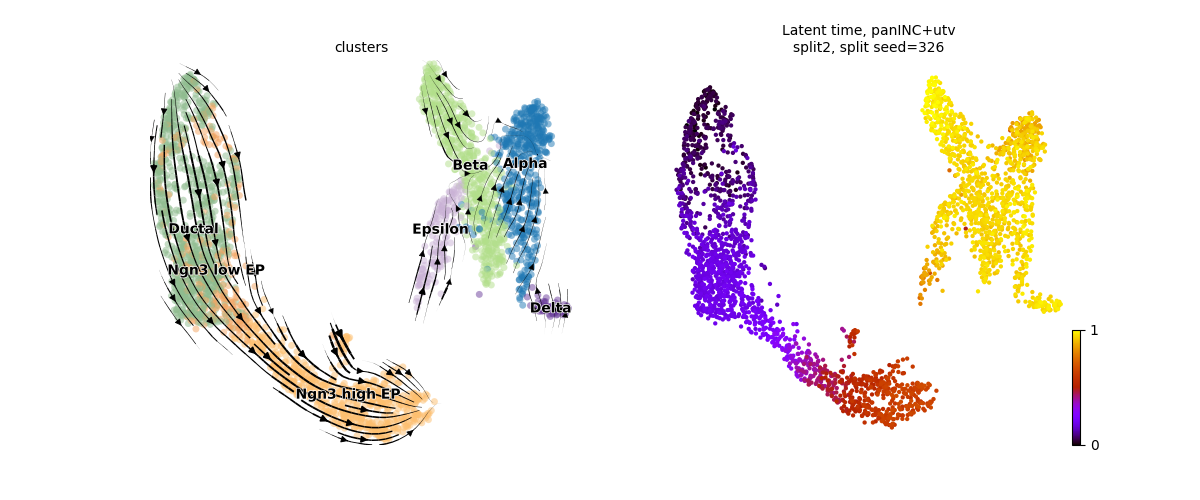 clusters
Latent time, panINC+utv
split2, split seed=326
Beta
Alpha
Ductal
Epsilon
Ngn3 low EP
Delta
Ngn3 high EP
1
0